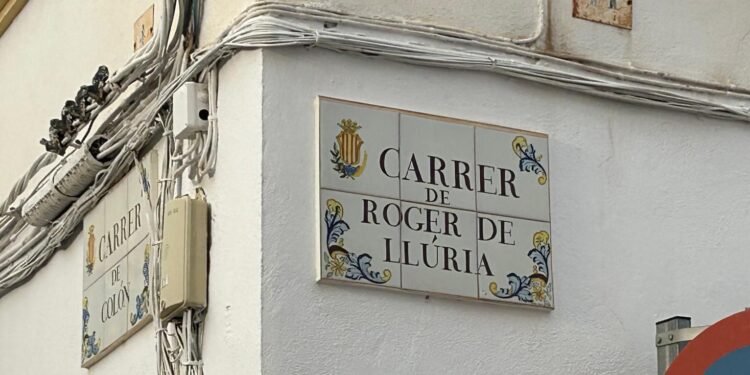 CARRER
DE
COLÓN
CARRER
DE
ROGER DE
LLÚRIA